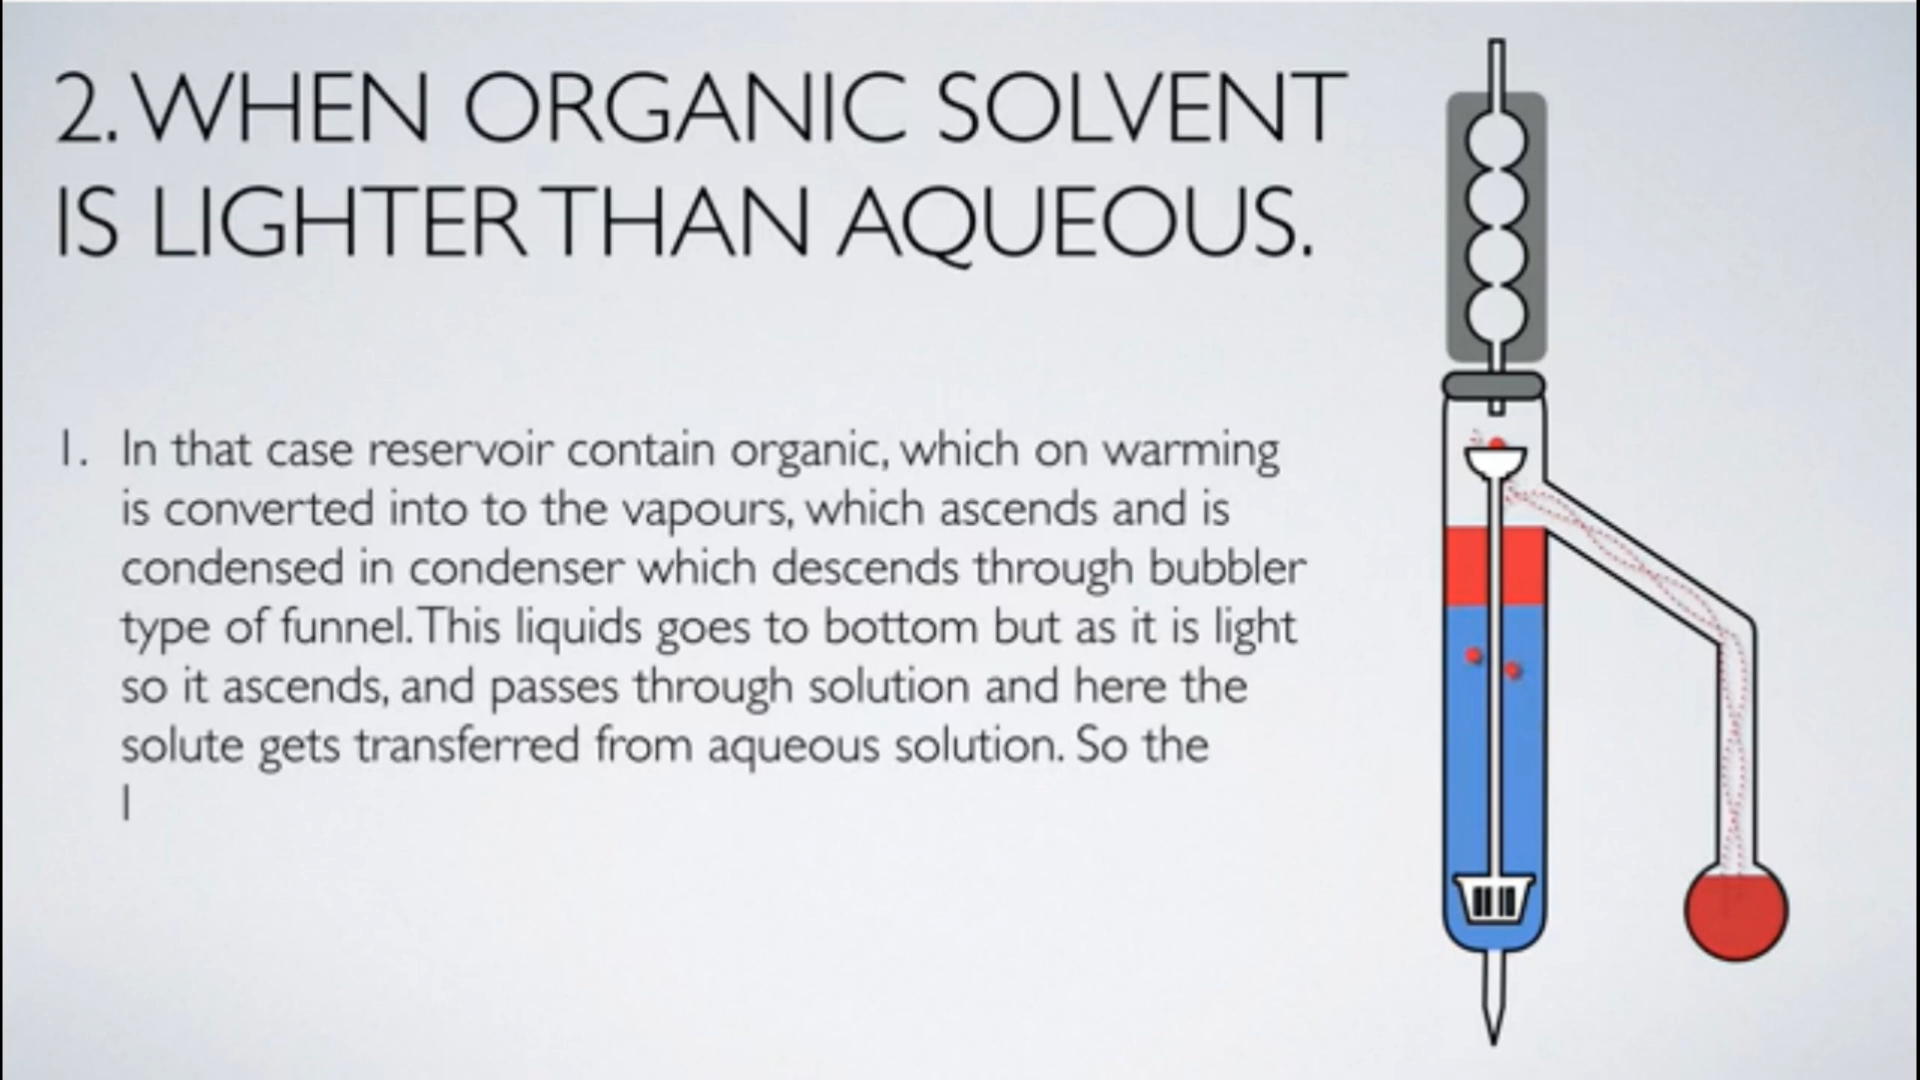 2. WHEN ORGANIC SOLVENT
IS LIGHTER THAN AQUEOUS.
1. In that case reservoir contain organic, which on warming
is converted into to the vapours, which ascends and is
condensed in condenser which descends through bubbler
type of funnel. This liquids goes to bottom but as it is light
so it ascends, and passes through solution and here the
solute gets transferred from aqueous solution. So the
l